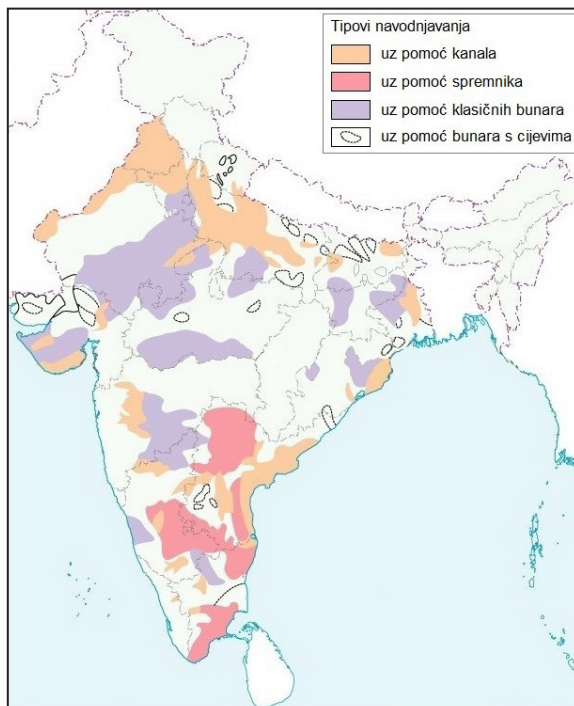 Tipovi navodnjavanja
uz pomoć kanala
uz pomoć spremnika
uz pomoć klasičnih bunara
uz pomoć bunara s cijevima